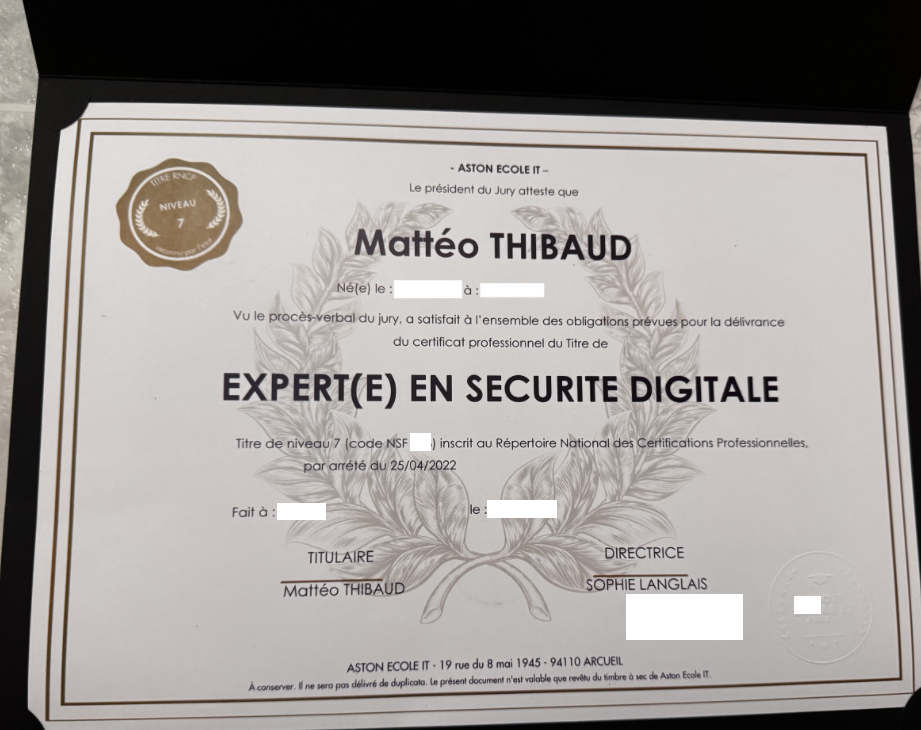 TITRE RNCP
NIVEAU
7
reconnu par l'Etat
- ASTON ECOLE IT –
Le président du Jury atteste que
Mattéo THIBAUD
Né(e) le : à :
Vu le procès-verbal du jury, a satisfait à l'ensemble des obligations prévues pour la délivrance
du certificat professionnel du Titre de
EXPERT(E) EN SECURITE DIGITALE
Titre de niveau 7 (code NSF ) inscrit au Répertoire National des Certifications Professionnelles,
par arrêté du 25/04/2022
Fait à : le :
TITULAIRE
Mattéo THIBAUD
DIRECTRICE
SOPHIE LANGLAIS
ASTON ECOLE IT - 19 rue du 8 mai 1945 - 94110 ARCUEIL
À conserver. Il ne sera pas délivré de duplicata. Le présent document n'est valable que revêtu du timbre à sec de Aston Ecole IT.